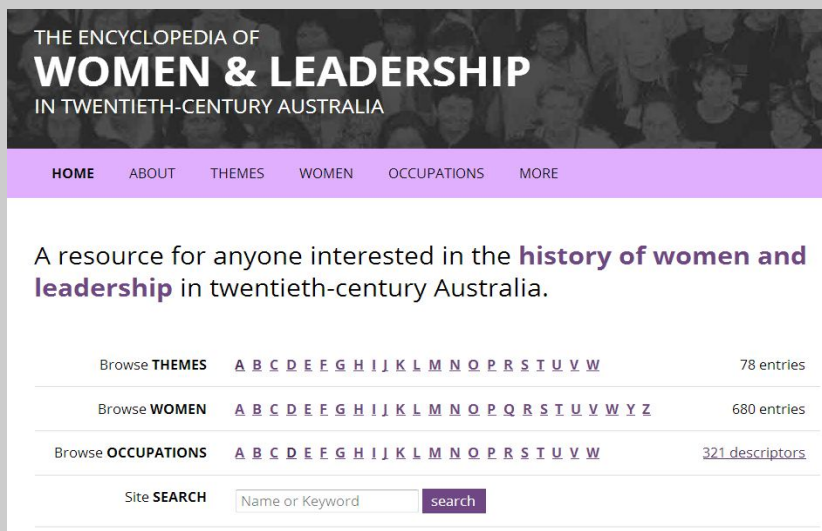 THE ENCYCLOPEDIA OF
WOMEN & LEADERSHIP
IN TWENTIETH-CENTURY AUSTRALIA
HOME ABOUT THEMES WOMEN OCCUPATIONS MORE
A resource for anyone interested in the history of women and
leadership in twentieth-century Australia.
Browse THEMES A B C D E F G H I J K L M N O P R S T U V W 78 entries
Browse WOMEN A B C D E F G H I J K L M N O P Q R S T U V W Y Z 680 entries
Browse OCCUPATIONS A B C D E F G H I J K L M N O P R S T U V W 321 descriptors
Site SEARCH Name or Keyword search